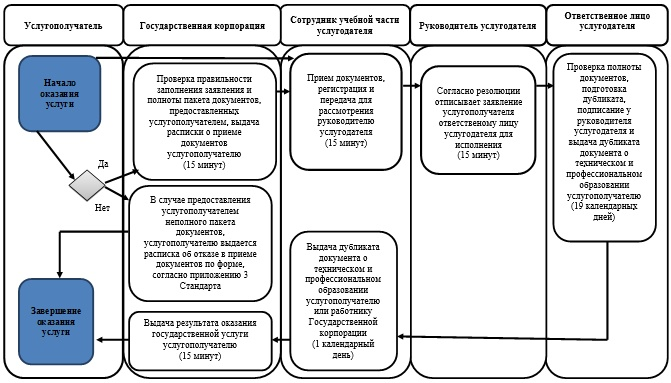 Услугополучатель
Государственная корпорация
Сотрудник учебной части
услугодателя
Руководитель услугодателя
Ответственное лицо
услугодателя
Начало
оказания
услуги
Да
Нет
Завершение
оказания
услуги
Проверка правильности
заполнения заявления и
полноты пакета документов,
предоставленных
услугополучателем, выдача
расписки о приеме
документов
услугополучателю
(15 минут)
В случае предоставления
услугополучателем
неполного пакета
документов,
услугополучателю выдается
расписка об отказе в приеме
документов по форме,
согласно приложению 3
Стандарта
Выдача результата оказания
государственной услуги
услугополучателю
(15 минут)
Прием документов,
регистрация и
передача для
рассмотрения
руководителю
услугодателя
(15 минут)
Выдача дубликата
документа о
техническом и
профессиональном
образовании
услугополучателю
или работнику
Государственной
корпорации
(1 календарный
день)
Согласно резолюции
отписывает заявление
услугополучателя
ответственому лицу
услугодателя для
исполнения
(15 минут)
Проверка полноты
документов,
подготовка
дубликата,
подписание у
руководителя
услугодателя и
выдача дубликата
документа о
техническом и
профессиональном
образовании
услугополучателю
(19 календарных
дней)